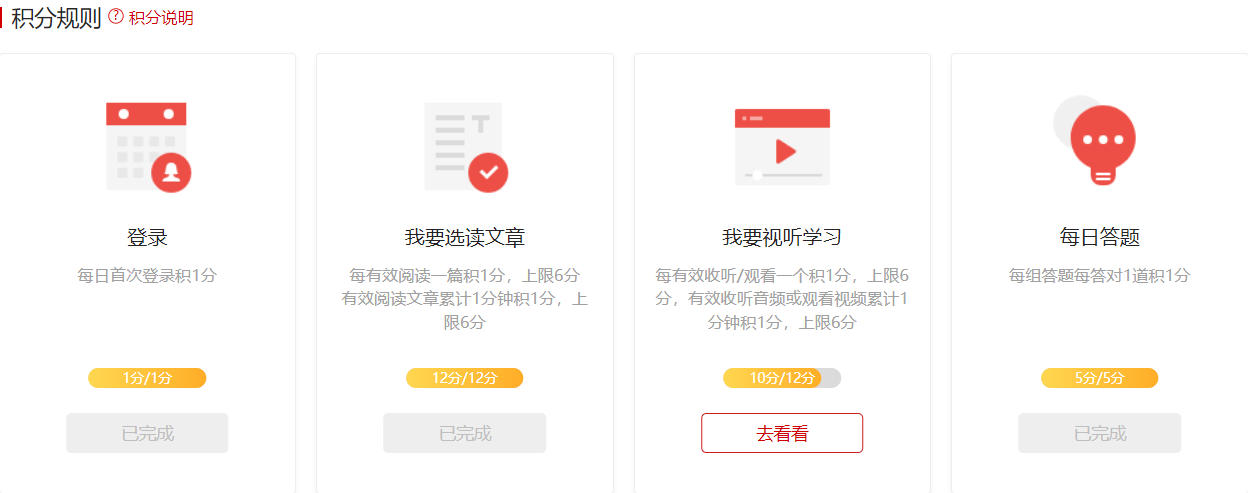 积分规则 ? 积分说明
登录
每日首次登录积1分
1分/1分
已完成
我要选读文章
每有效阅读一篇积1分，上限6分
有效阅读文章累计1分钟积1分，上
限6分
12分/12分
已完成
我要视听学习
每有效收听/观看一个积1分，上限6
分，有效收听音频或观看视频累计1
分钟积1分，上限6分
10分/12分
去看看
每日答题
每组答题每答对1道积1分
5分/5分
已完成